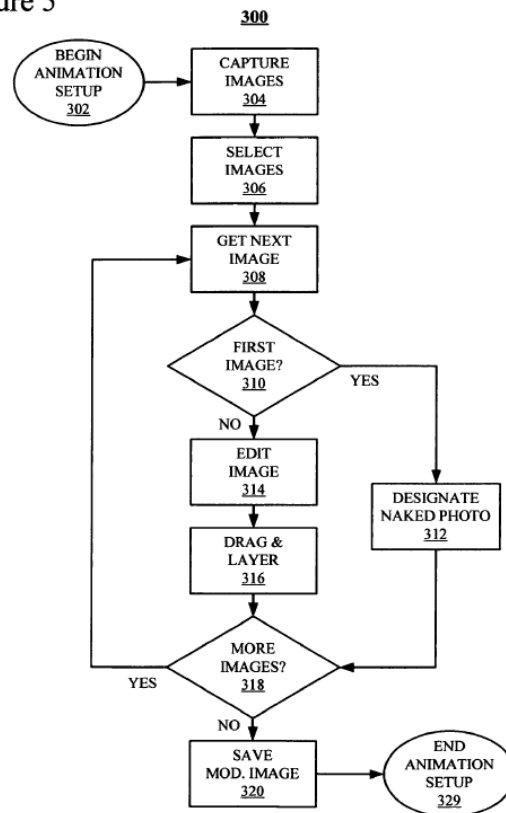 ure 5
300
BEGIN
ANIMATION
SETUP
302
CAPTURE
IMAGES
304
SELECT
IMAGES
306
GET NEXT
IMAGE
308
FIRST
IMAGE?
310
YES
NO
EDIT
IMAGE
314
DESIGNATE
NAKED PHOTO
312
DRAG &
LAYER
316
MORE
IMAGES?
318
YES
NO
SAVE
MOD. IMAGE
320
END
ANIMATION
SETUP
329